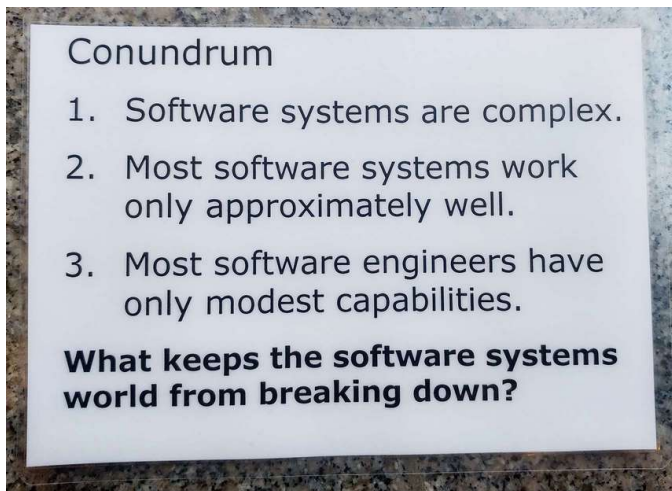 Conundrum
1. Software systems are complex.
2. Most software systems work
only approximately well.
3. Most software engineers have
only modest capabilities.
What keeps the software systems
world from breaking down?